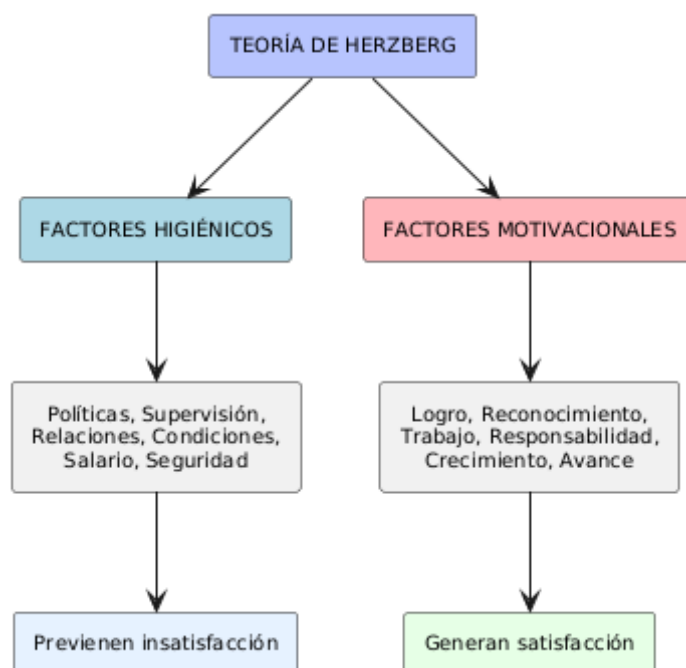 TEORÍA DE HERZBERG
FACTORES HIGIÉNICOS
FACTORES MOTIVACIONALES
Políticas, Supervisión,
Relaciones, Condiciones,
Salario, Seguridad
Logro, Reconocimiento,
Trabajo, Responsabilidad,
Crecimiento, Avance
Previenen insatisfacción
Generan satisfacción